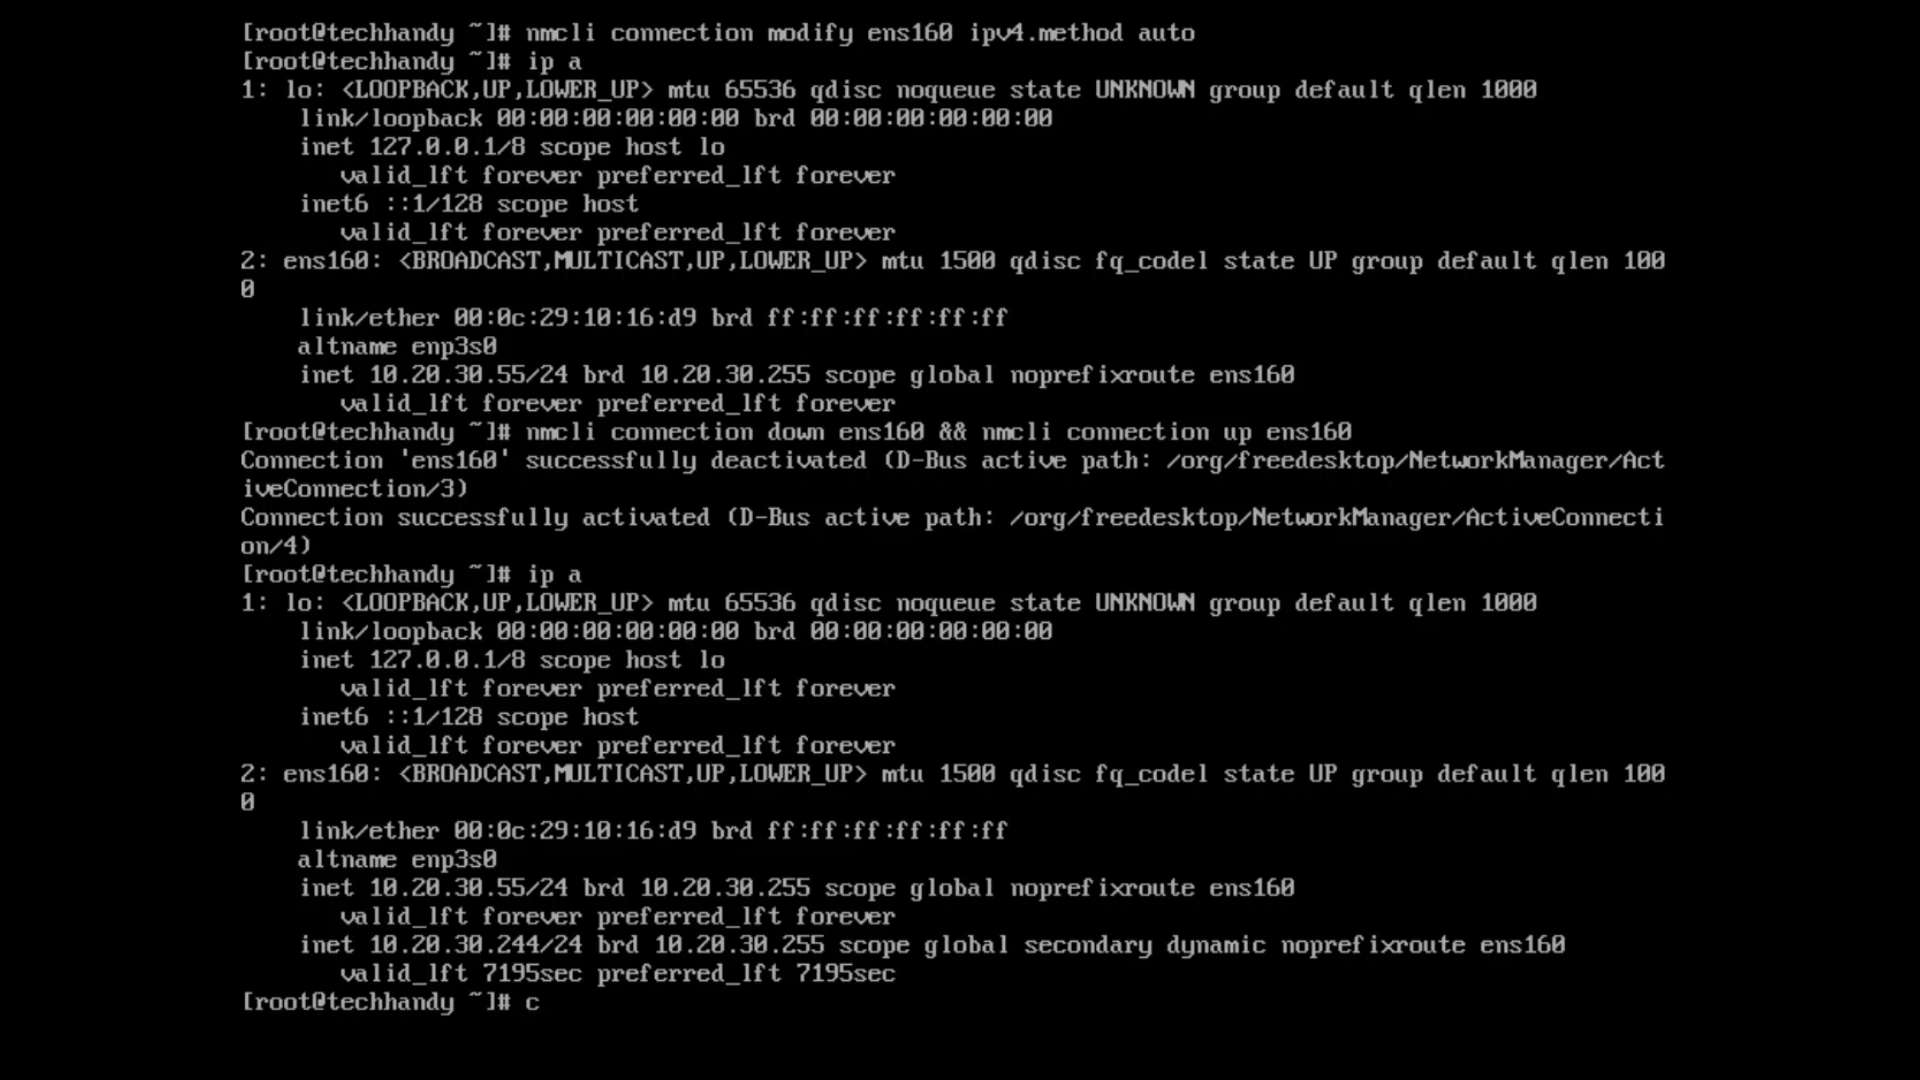 [root@techhandy ~]# nmcli connection modify ens160 ipv4.method auto
[root@techhandy ~]# ip a
1: lo: <LOOPBACK,UP,LOWER_UP> mtu 65536 qdisc noqueue state UNKNOWN group default qlen 1000
    link/loopback 00:00:00:00:00:00 brd 00:00:00:00:00:00
    inet 127.0.0.1/8 scope host lo
       valid_lft forever preferred_lft forever
    inet6 ::1/128 scope host
       valid_lft forever preferred_lft forever
2: ens160: <BROADCAST,MULTICAST,UP,LOWER_UP> mtu 1500 qdisc fq_codel state UP group default qlen 100
0
    link/ether 00:0c:29:10:16:d9 brd ff:ff:ff:ff:ff:ff
    altname enp3s0
    inet 10.20.30.55/24 brd 10.20.30.255 scope global noprefixroute ens160
       valid_lft forever preferred_lft forever
[root@techhandy ~]# nmcli connection down ens160 && nmcli connection up ens160
Connection 'ens160' successfully deactivated (D-Bus active path: /org/freedesktop/NetworkManager/Act
iveConnection/3)
Connection successfully activated (D-Bus active path: /org/freedesktop/NetworkManager/ActiveConnecti
on/4)
[root@techhandy ~]# ip a
1: lo: <LOOPBACK,UP,LOWER_UP> mtu 65536 qdisc noqueue state UNKNOWN group default qlen 1000
    link/loopback 00:00:00:00:00:00 brd 00:00:00:00:00:00
    inet 127.0.0.1/8 scope host lo
       valid_lft forever preferred_lft forever
    inet6 ::1/128 scope host
       valid_lft forever preferred_lft forever
2: ens160: <BROADCAST,MULTICAST,UP,LOWER_UP> mtu 1500 qdisc fq_codel state UP group default qlen 100
0
    link/ether 00:0c:29:10:16:d9 brd ff:ff:ff:ff:ff:ff
    altname enp3s0
    inet 10.20.30.55/24 brd 10.20.30.255 scope global noprefixroute ens160
       valid_lft forever preferred_lft forever
    inet 10.20.30.244/24 brd 10.20.30.255 scope global secondary dynamic noprefixroute ens160
       valid_lft 7195sec preferred_lft 7195sec
[root@techhandy ~]# c